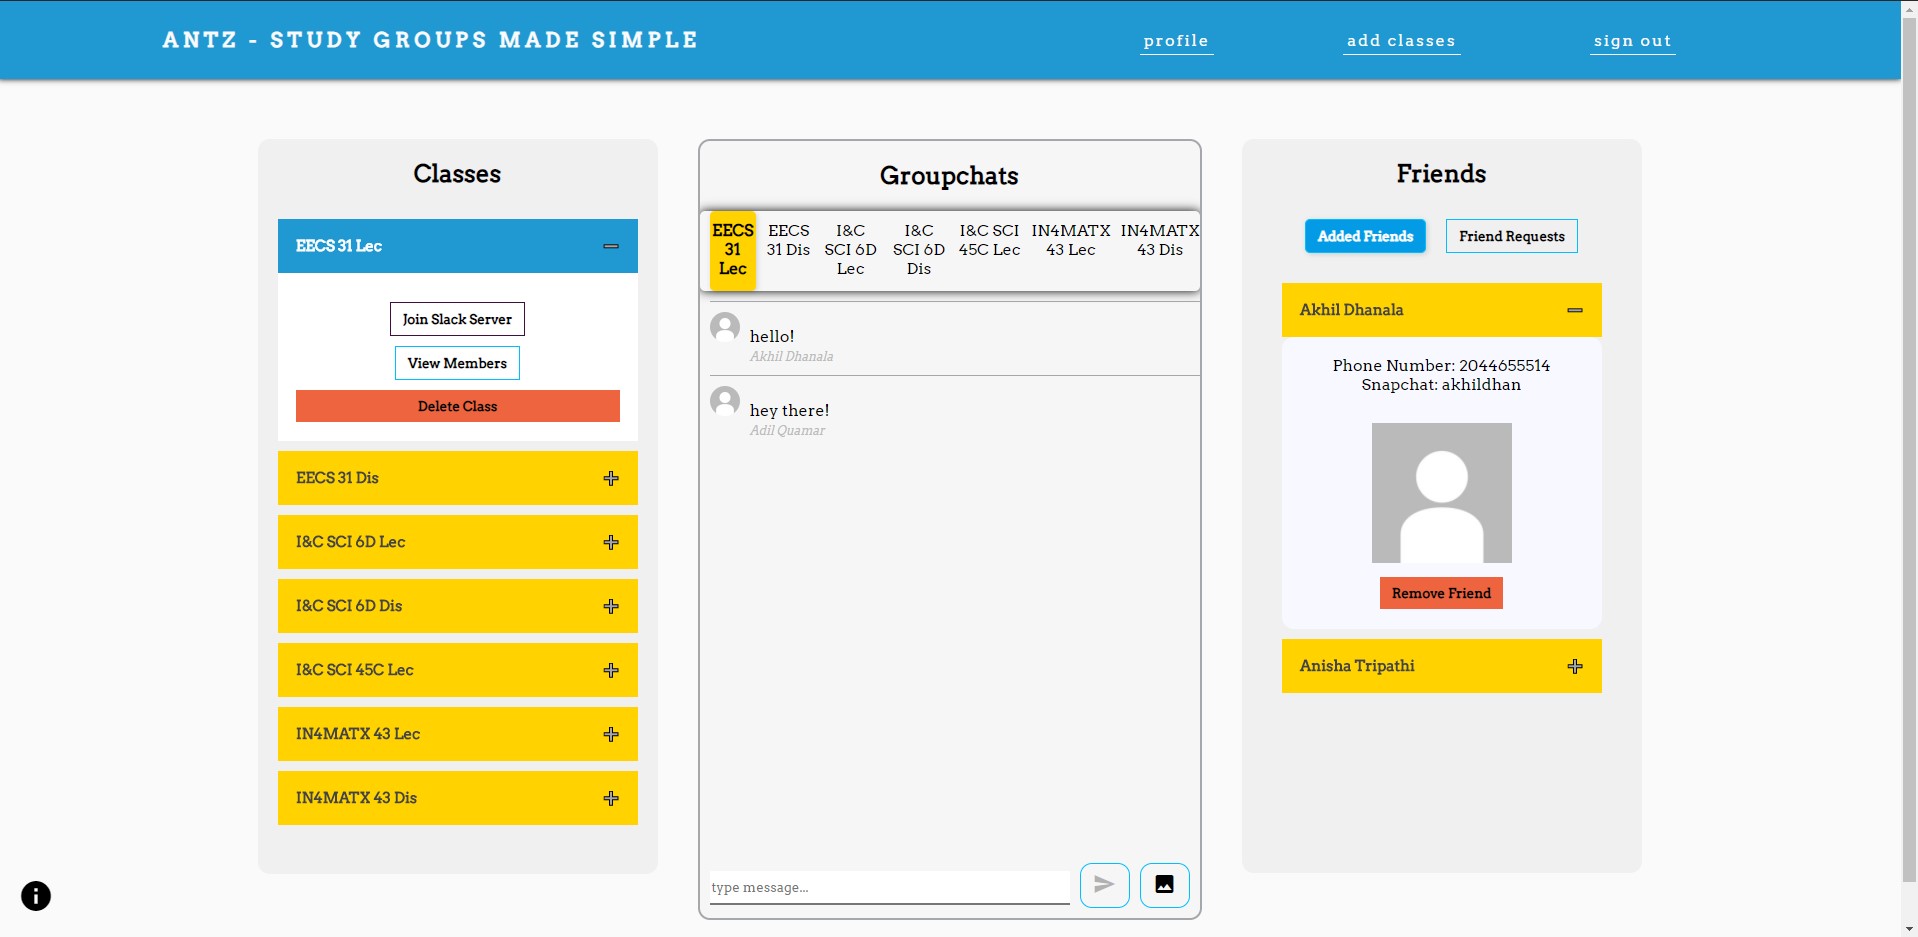 ANTZ - STUDY GROUPS MADE SIMPLE
profile
add classes
sign out
Classes
EECS 31 Lec
Join Slack Server
View Members
Delete Class
EECS 31 Dis
I&C SCI 6D Lec
I&C SCI 6D Dis
I&C SCI 45C Lec
IN4MATX 43 Lec
IN4MATX 43 Dis
Groupchats
EECS
31
Lec
EECS
31 Dis
I&C
SCI 6D
Lec
I&C
SCI 6D
Dis
I&C SCI
45C Lec
IN4MATX
43 Lec
IN4MATX
43 Dis
hello!
Akhil Dhanala
hey there!
Adil Quamar
type message...
Friends
Added Friends
Friend Requests
Akhil Dhanala
Phone Number: 2044655514
Snapchat: akhildhan
Remove Friend
Anisha Tripathi